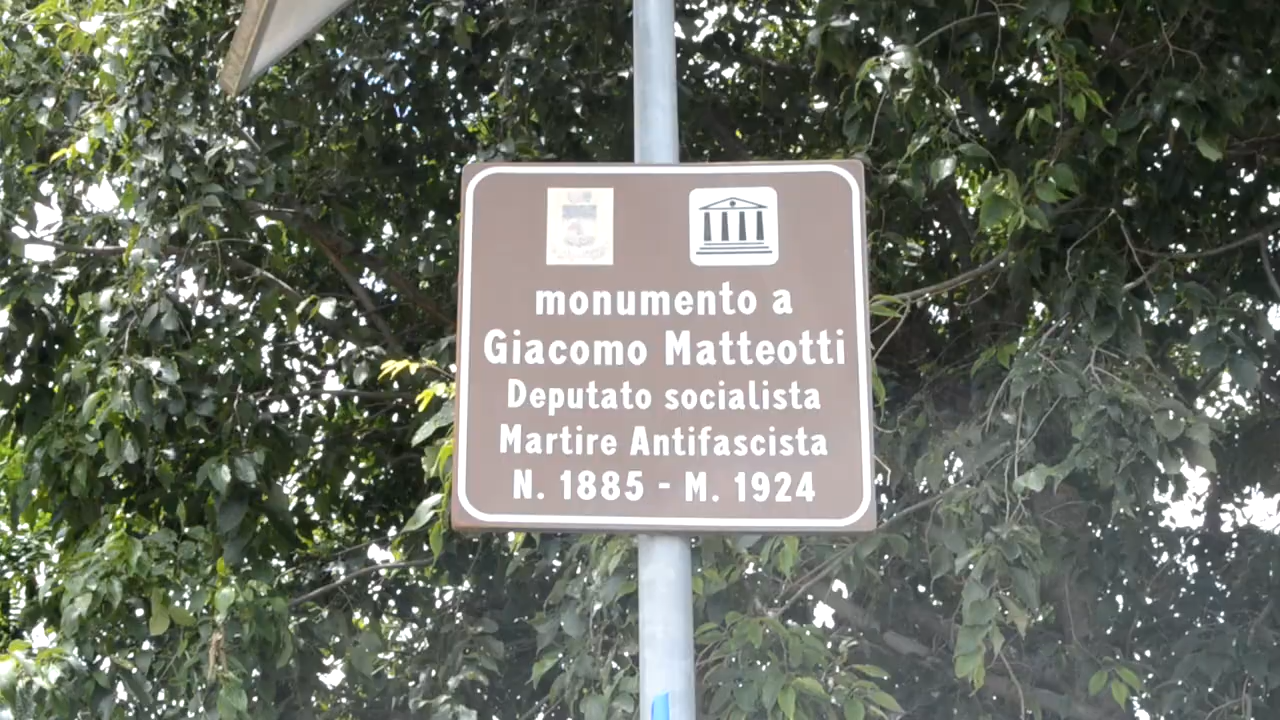 monumento a
Giacomo Matteotti
Deputato socialista
Martire Antifascista
N. 1885 - M. 1924